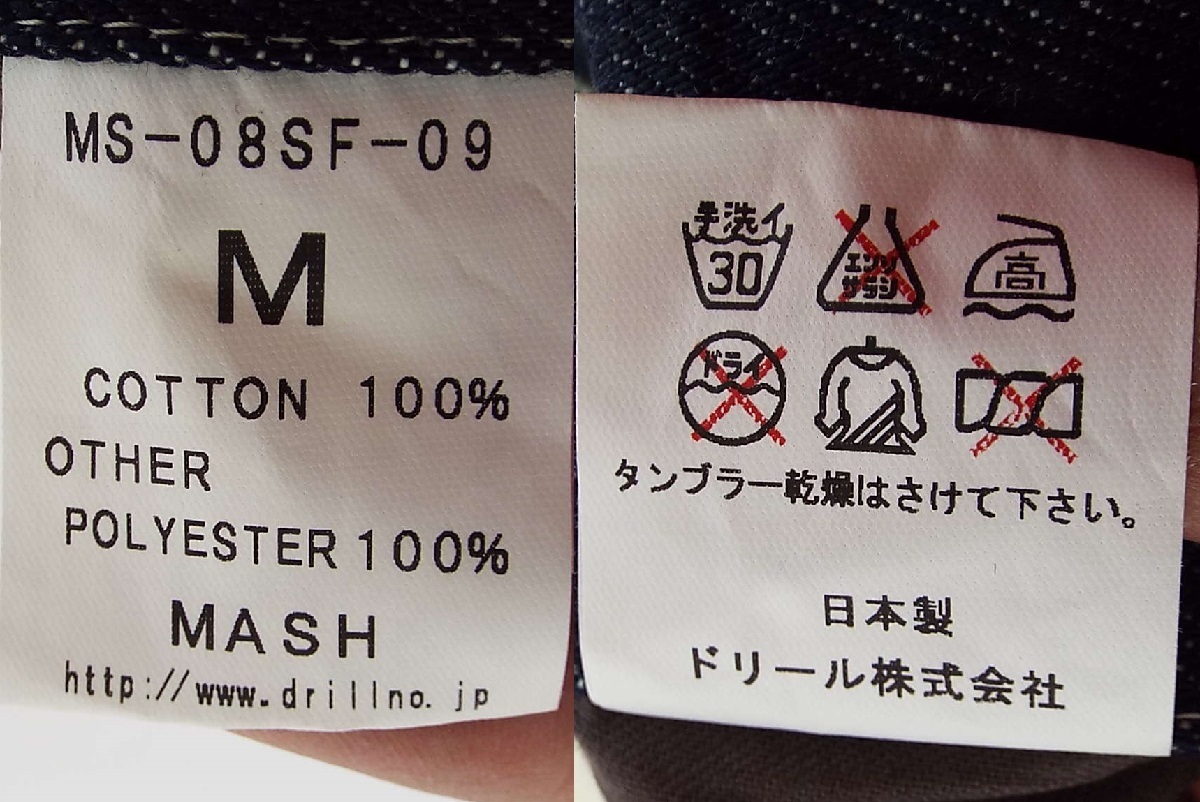 MS-08SF-09
M
COTTON 100%
OTHER
POLYESTER 100%
MASH
http://www.drillno.jp
手洗イ
30
エンソ
サラシ
高
ドライ
タンブラー乾燥はさけて下さい。
日本製
ドリール株式会社